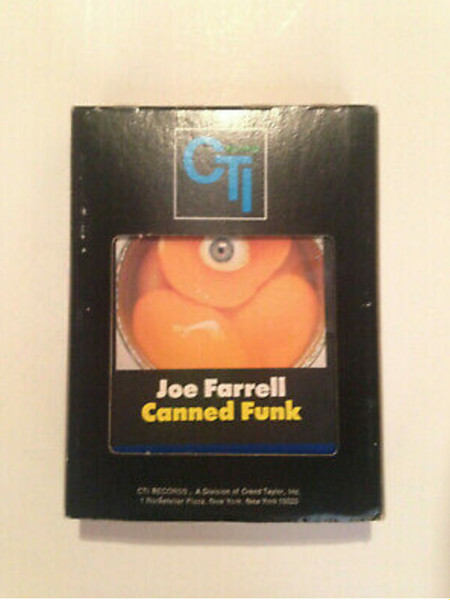 CTI
Joe Farrell
Canned Funk
CTI RECORDS, A Division of Creed Taylor, Inc.
1 Rockefeller Plaza, New York, New York 10020